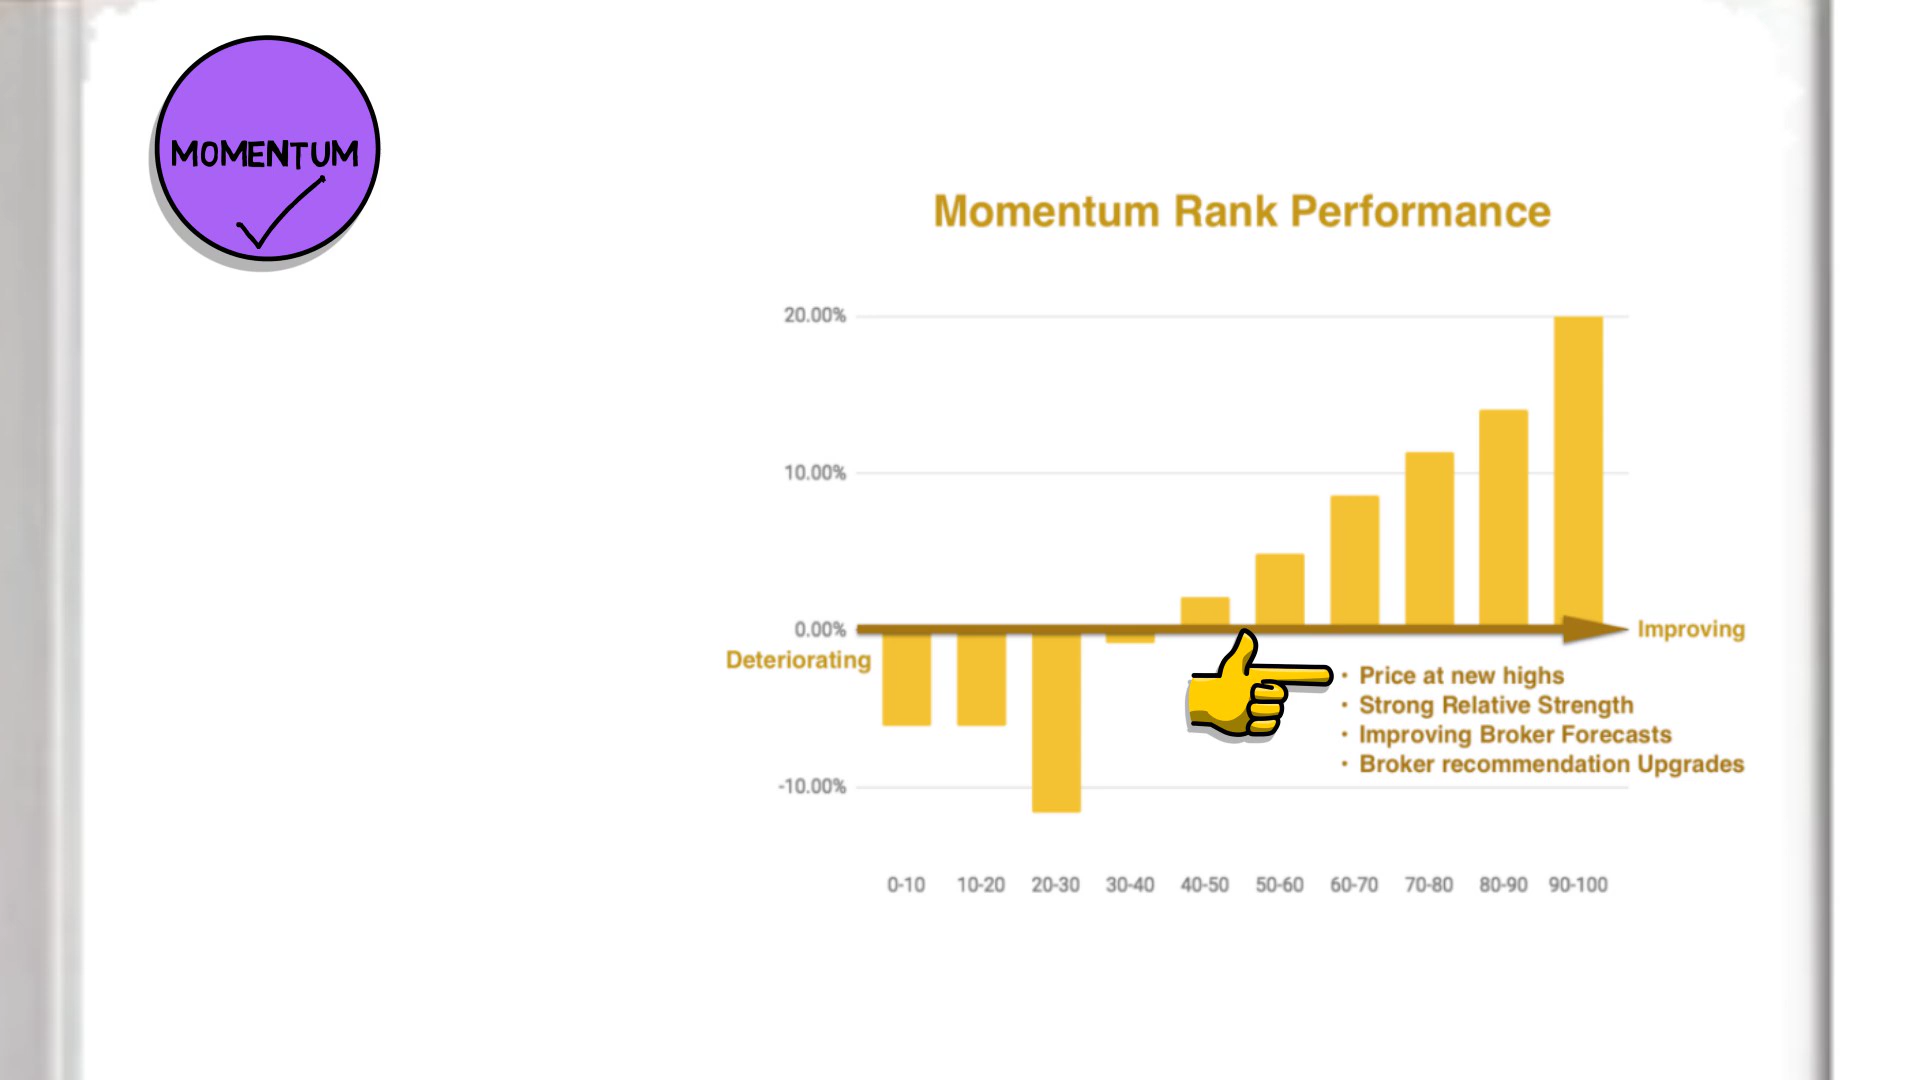 MOMENTUM
Momentum Rank Performance
20.00%
10.00%
0.00%
Improving
Deteriorating
• Price at new highs
• Strong Relative Strength
• Improving Broker Forecasts
• Broker recommendation Upgrades
-10.00%
0-10 10-20 20-30 30-40 40-50 50-60 60-70 70-80 80-90 90-100